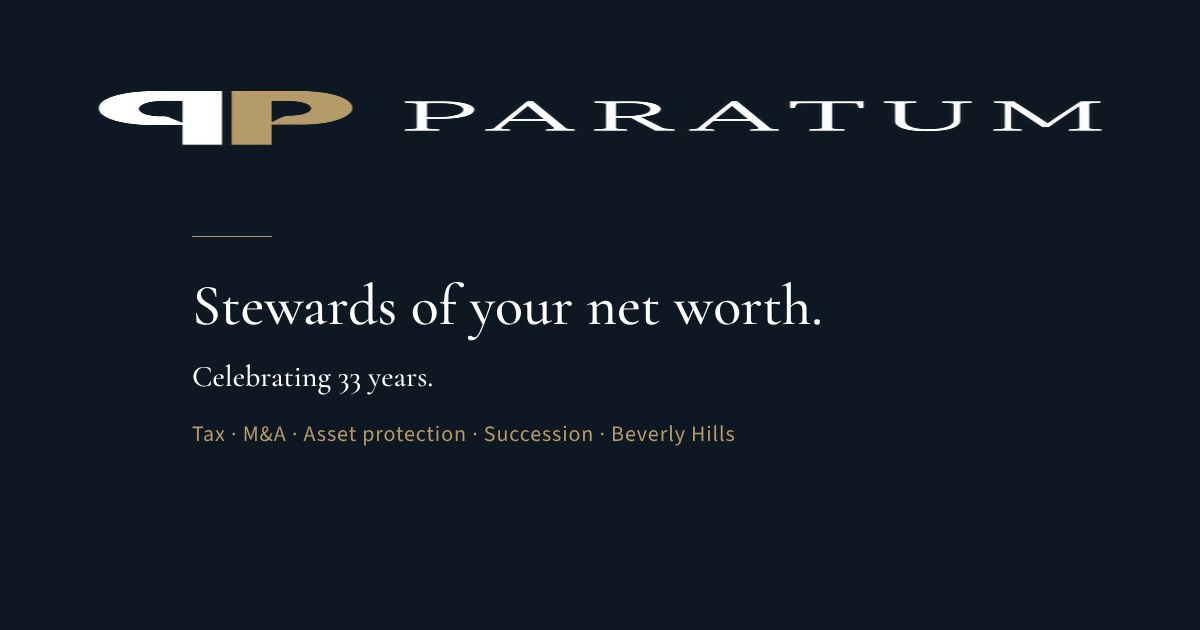 PARATUM
Stewards of your net worth.
Celebrating 33 years.
Tax · M&A · Asset protection · Succession · Beverly Hills